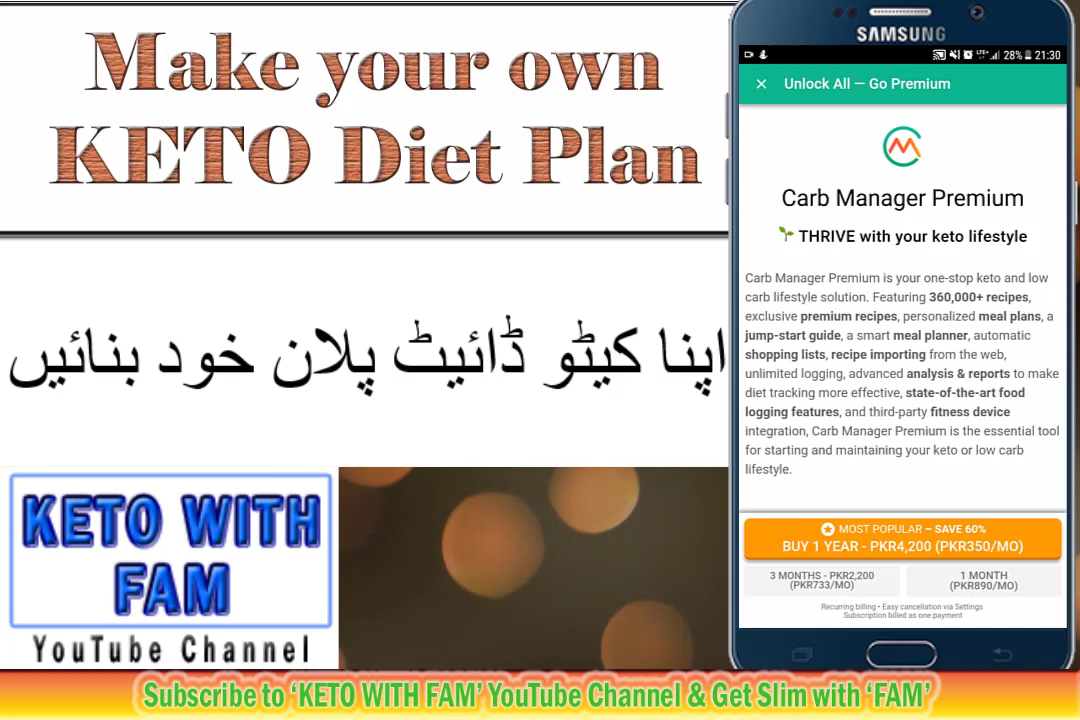 Make your own
KETO Diet Plan
اپنا کیٹو ڈائیٹ پلان خود بنائیں
KETO WITH
FAM
YouTube Channel
SAMSUNG
LTE+ 28% 21:30
× Unlock All — Go Premium
Carb Manager Premium
THRIVE with your keto lifestyle
Carb Manager Premium is your one-stop keto and low
carb lifestyle solution. Featuring 360,000+ recipes,
exclusive premium recipes, personalized meal plans, a
jump-start guide, a smart meal planner, automatic
shopping lists, recipe importing from the web,
unlimited logging, advanced analysis & reports to make
diet tracking more effective, state-of-the-art food
logging features, and third-party fitness device
integration, Carb Manager Premium is the essential tool
for starting and maintaining your keto or low carb
lifestyle.
MOST POPULAR – SAVE 60%
BUY 1 YEAR - PKR4,200 (PKR350/MO)
3 MONTHS - PKR2,200
(PKR733/MO)
1 MONTH
(PKR890/MO)
Recurring billing • Easy cancellation via Settings
Subscription billed as one payment
Subscribe to ‘KETO WITH FAM’ YouTube Channel & Get Slim with ‘FAM’